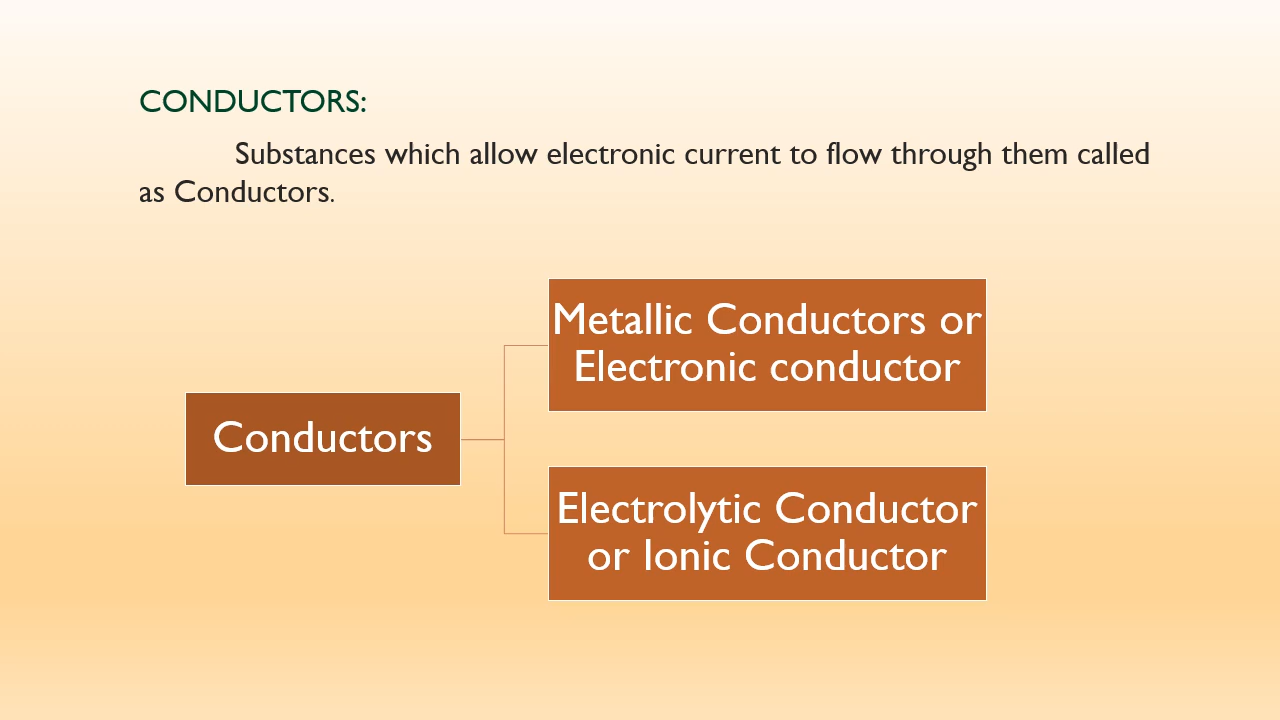 CONDUCTORS:
Substances which allow electronic current to flow through them called
as Conductors.
Metallic Conductors or
Electronic conductor
Conductors
Electrolytic Conductor
or Ionic Conductor